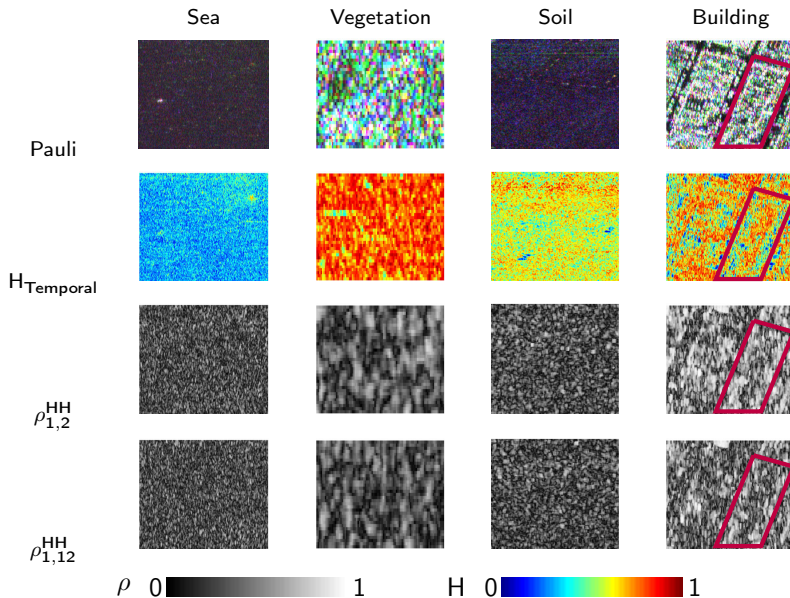 Sea Vegetation Soil Building
Pauli
H_Temporal
ρ^HH_1,2
ρ^HH_1,12
ρ 0 1 H 0 1